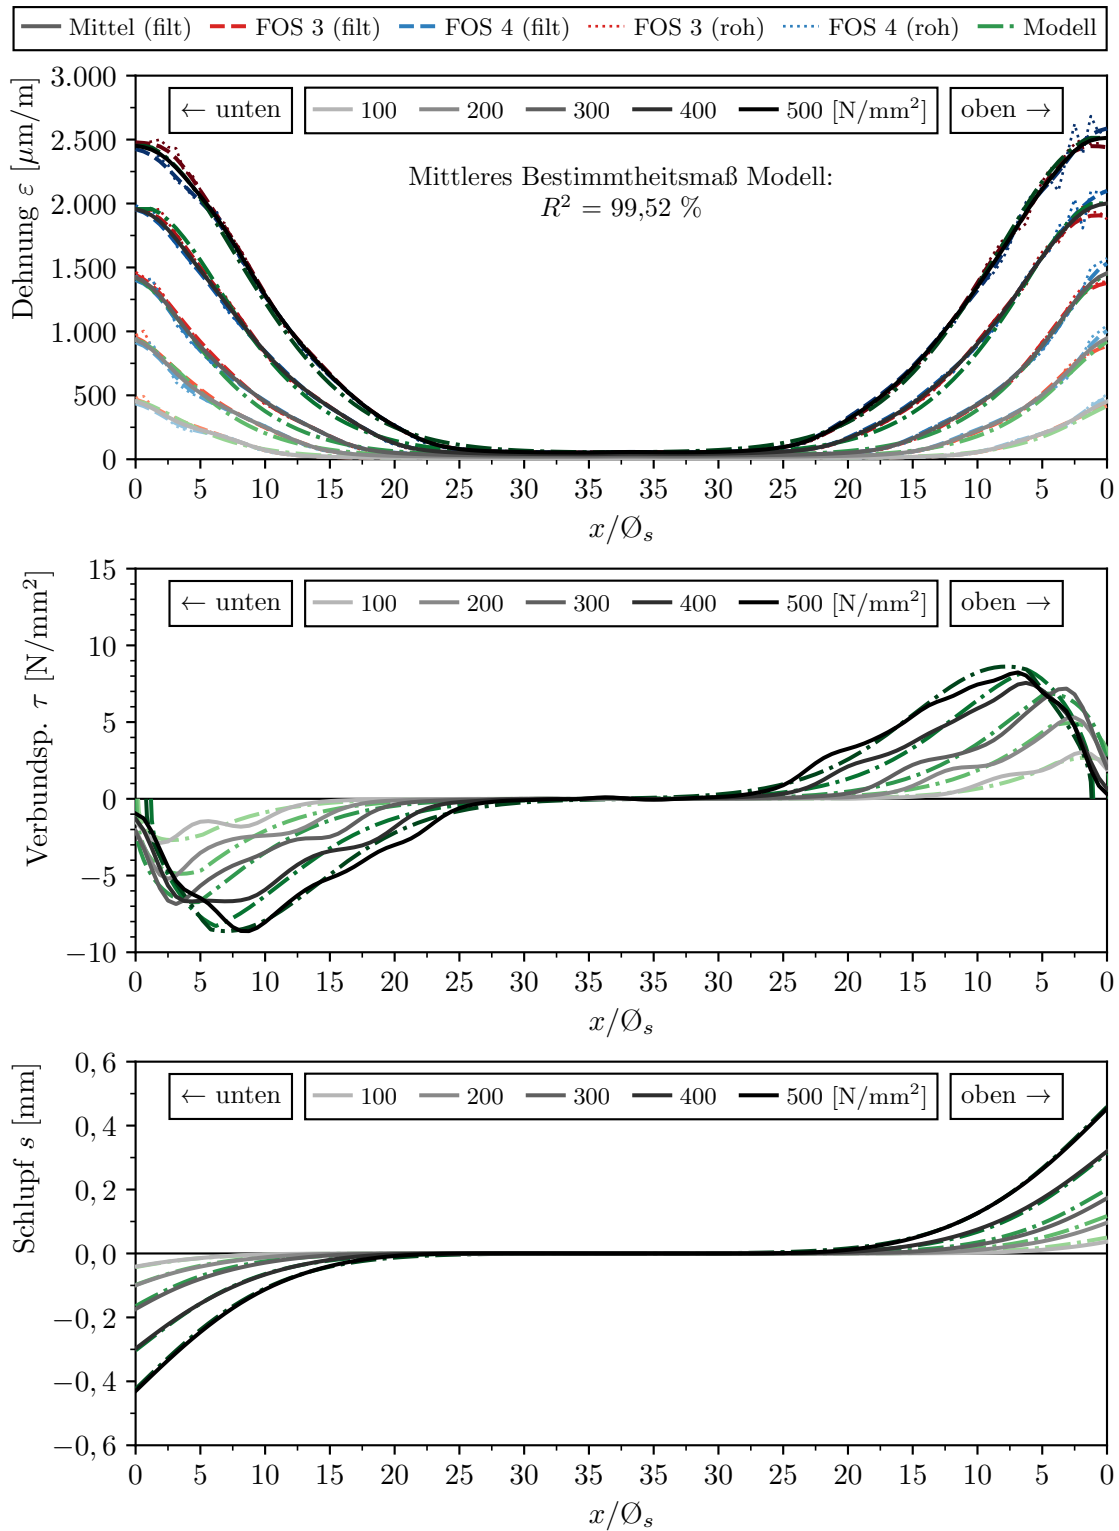 Mittel (filt) FOS 3 (filt) FOS 4 (filt) FOS 3 (roh) FOS 4 (roh) Modell
Dehnung ε [μm/m]
3.000
2.500
2.000
1.500
1.000
500
0
← unten
100 200 300 400 500 [N/mm²]
oben →
Mittleres Bestimmtheitsmaß Modell:
R² = 99,52 %
0 5 10 15 20 25 30 35 35 30 25 20 15 10 5 0
x/Ø_s
Verbundsp. τ [N/mm²]
15
10
5
0
−5
−10
← unten
100 200 300 400 500 [N/mm²]
oben →
0 5 10 15 20 25 30 35 35 30 25 20 15 10 5 0
x/Ø_s
Schlupf s [mm]
0,6
0,4
0,2
0,0
−0,2
−0,4
−0,6
← unten
100 200 300 400 500 [N/mm²]
oben →
0 5 10 15 20 25 30 35 35 30 25 20 15 10 5 0
x/Ø_s